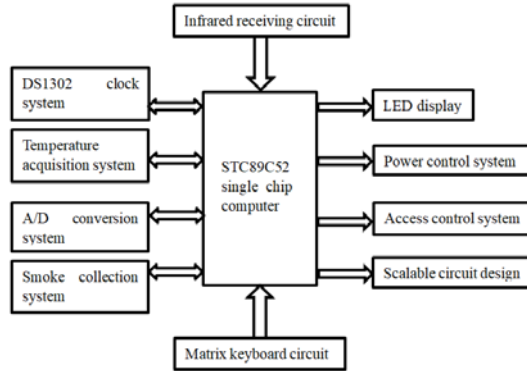 Infrared receiving circuit
DS1302 clock
system
Temperature
acquisition system
A/D conversion
system
Smoke collection
system
STC89C52
single chip
computer
LED display
Power control system
Access control system
Scalable circuit design
Matrix keyboard circuit